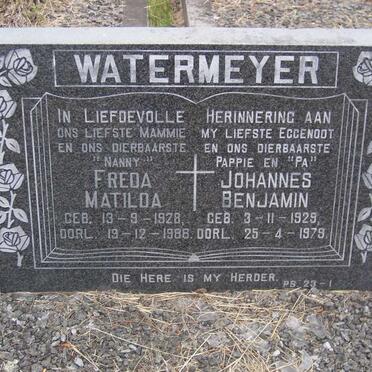 WATERMEYER
IN LIEFDEVOLLE HERINNERING AAN
ONS LIEFSTE MAMMIE
EN ONS DIERBAARSTE
"NANNY"
FREDA
MATILDA
GEB. 13-9-1928,
OORL. 19-12-1986.
MY LIEFSTE EGGENOOT
EN ONS DIERBAARSTE
PAPPIE EN "PA"
JOHANNES
BENJAMIN
GEB. 3-11-1929,
OORL. 25-4-1979.
DIE HERE IS MY HERDER. PS. 23-1